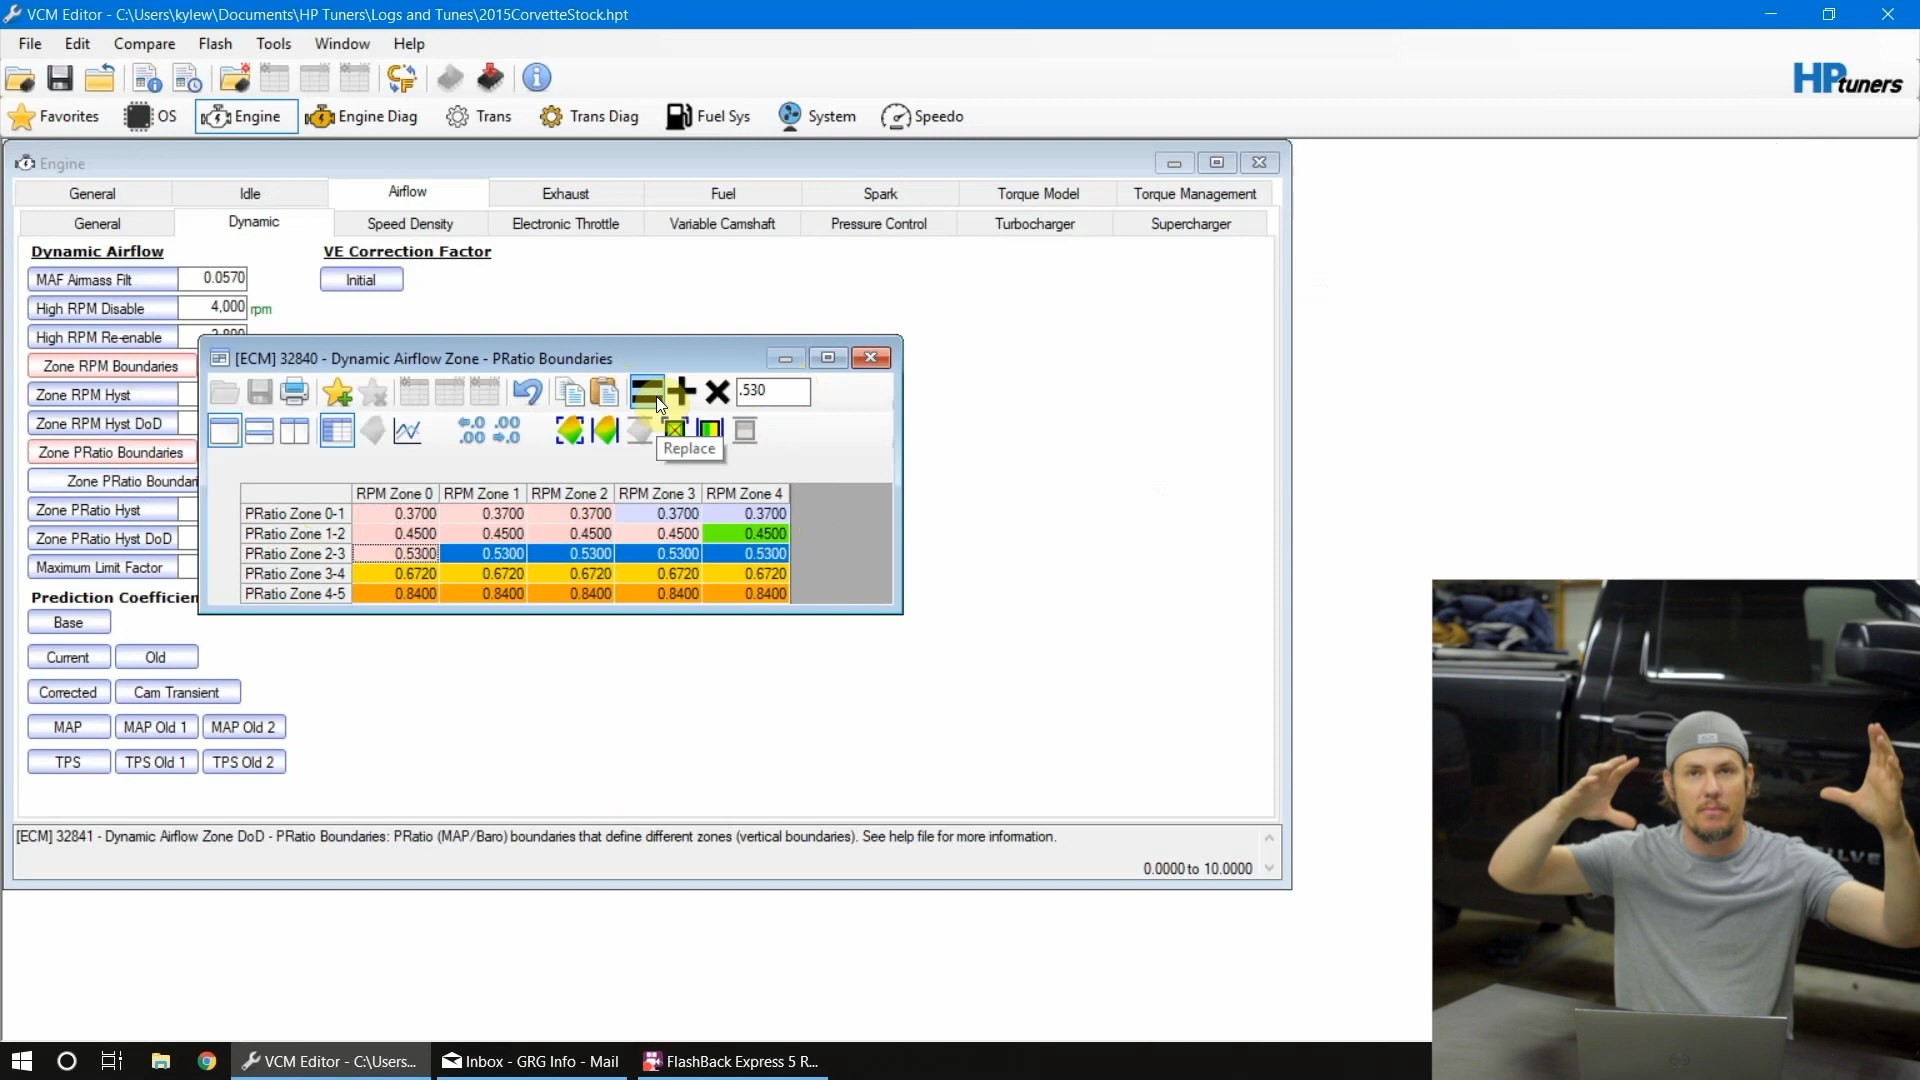 VCM Editor - C:\Users\kylew\Documents\HP Tuners\Logs and Tunes\2015CorvetteStock.hpt
File Edit Compare Flash Tools Window Help
HPtuners
Favorites OS Engine Engine Diag Trans Trans Diag Fuel Sys System Speedo
Engine
General Idle Airflow Exhaust Fuel Spark Torque Model Torque Management
General Dynamic Speed Density Electronic Throttle Variable Camshaft Pressure Control Turbocharger Supercharger
Dynamic Airflow VE Correction Factor
MAF Airmass Filt 0.0570 Initial
High RPM Disable 4,000 rpm
High RPM Re-enable
Zone RPM Boundaries
Zone RPM Hyst
Zone RPM Hyst DoD
Zone PRatio Boundaries
Zone PRatio Boundari
Zone PRatio Hyst
Zone PRatio Hyst DoD
Maximum Limit Factor
[ECM] 32840 - Dynamic Airflow Zone - PRatio Boundaries
.530
.00 .00
Replace
RPM Zone 0 RPM Zone 1 RPM Zone 2 RPM Zone 3 RPM Zone 4
PRatio Zone 0-1 0.3700 0.3700 0.3700 0.3700 0.3700
PRatio Zone 1-2 0.4500 0.4500 0.4500 0.4500 0.4500
PRatio Zone 2-3 0.5300 0.5300 0.5300 0.5300 0.5300
PRatio Zone 3-4 0.6720 0.6720 0.6720 0.6720 0.6720
PRatio Zone 4-5 0.8400 0.8400 0.8400 0.8400 0.8400
Prediction Coefficien
Base
Current Old
Corrected Cam Transient
MAP MAP Old 1 MAP Old 2
TPS TPS Old 1 TPS Old 2
[ECM] 32841 - Dynamic Airflow Zone DoD - PRatio Boundaries: PRatio (MAP/Baro) boundaries that define different zones (vertical boundaries). See help file for more information.
0.0000 to 10.0000
VCM Editor - C:\Users... Inbox - GRG Info - Mail FlashBack Express 5 R...